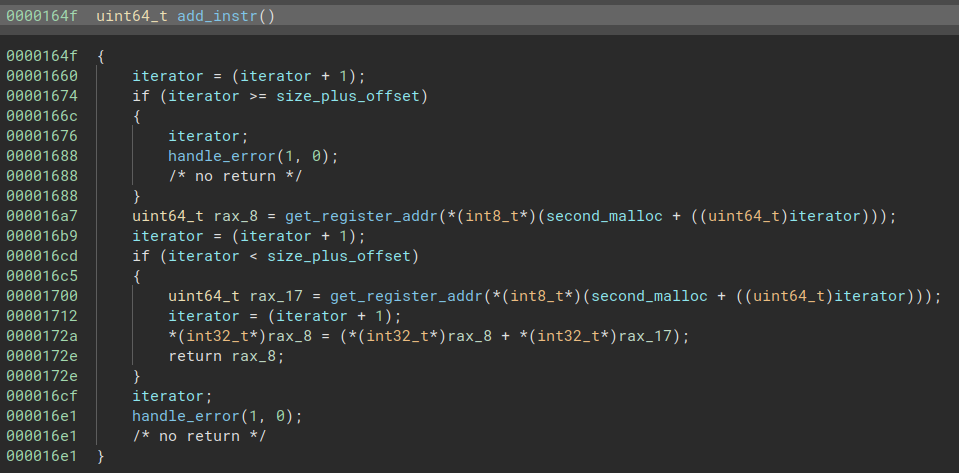 0000164f  uint64_t add_instr()
0000164f  {
00001660      iterator = (iterator + 1);
00001674      if (iterator >= size_plus_offset)
0000166c      {
00001676          iterator;
00001688          handle_error(1, 0);
00001688          /* no return */
00001688      }
000016a7      uint64_t rax_8 = get_register_addr(*(int8_t*)(second_malloc + ((uint64_t)iterator)));
000016b9      iterator = (iterator + 1);
000016cd      if (iterator < size_plus_offset)
000016c5      {
00001700          uint64_t rax_17 = get_register_addr(*(int8_t*)(second_malloc + ((uint64_t)iterator)));
00001712          iterator = (iterator + 1);
0000172a          *(int32_t*)rax_8 = (*(int32_t*)rax_8 + *(int32_t*)rax_17);
0000172e          return rax_8;
0000172e      }
000016cf      iterator;
000016e1      handle_error(1, 0);
000016e1      /* no return */
000016e1  }